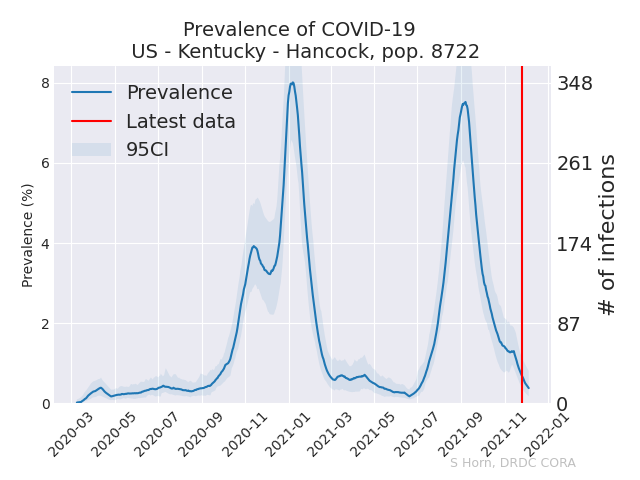 Prevalence of COVID-19
US - Kentucky - Hancock, pop. 8722
Prevalence
Latest data
95CI
Prevalence (%)
8
6
4
2
0
348
261
174
87
0
# of infections
2020-03
2020-05
2020-07
2020-09
2020-11
2021-01
2021-03
2021-05
2021-07
2021-09
2021-11
2022-01
S Horn, DRDC CORA